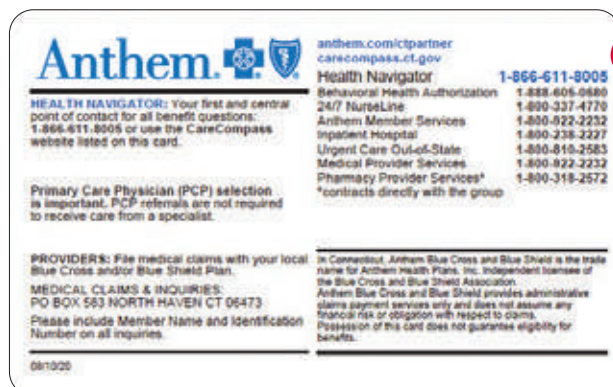 Anthem.
HEALTH NAVIGATOR: Your first and central
point of contact for all benefit questions:
1-866-611-8005 or use the CareCompass
website listed on this card.
Primary Care Physician (PCP) selection
is important. PCP referrals are not required
to receive care from a specialist.
PROVIDERS: File medical claims with your local
Blue Cross and/or Blue Shield Plan.
MEDICAL CLAIMS & INQUIRIES:
PO BOX 583 NORTH HAVEN CT 06473
Please include Member Name and Identification
Number on all inquiries.
08/10/20
anthem.com/ctpartner
carecompass.ct.gov
Health Navigator 1-866-611-8005
Behavioral Health Authorization 1-888-605-0580
24/7 NurseLine 1-800-337-4770
Anthem Member Services 1-800-922-2232
Inpatient Hospital 1-800-238-2227
Urgent Care Out-of-State 1-800-810-2583
Medical Provider Services 1-800-922-2232
Pharmacy Provider Services* 1-800-318-2572
*contracts directly with the group
In Connecticut, Anthem Blue Cross and Blue Shield is the trade
name for Anthem Health Plans, Inc. Independent licensee of
the Blue Cross and Blue Shield Association.
Anthem Blue Cross and Blue Shield provides administrative
claims payment services only and does not assume any
financial risk or obligation with respect to claims.
Possession of this card does not guarantee eligibility for
benefits.